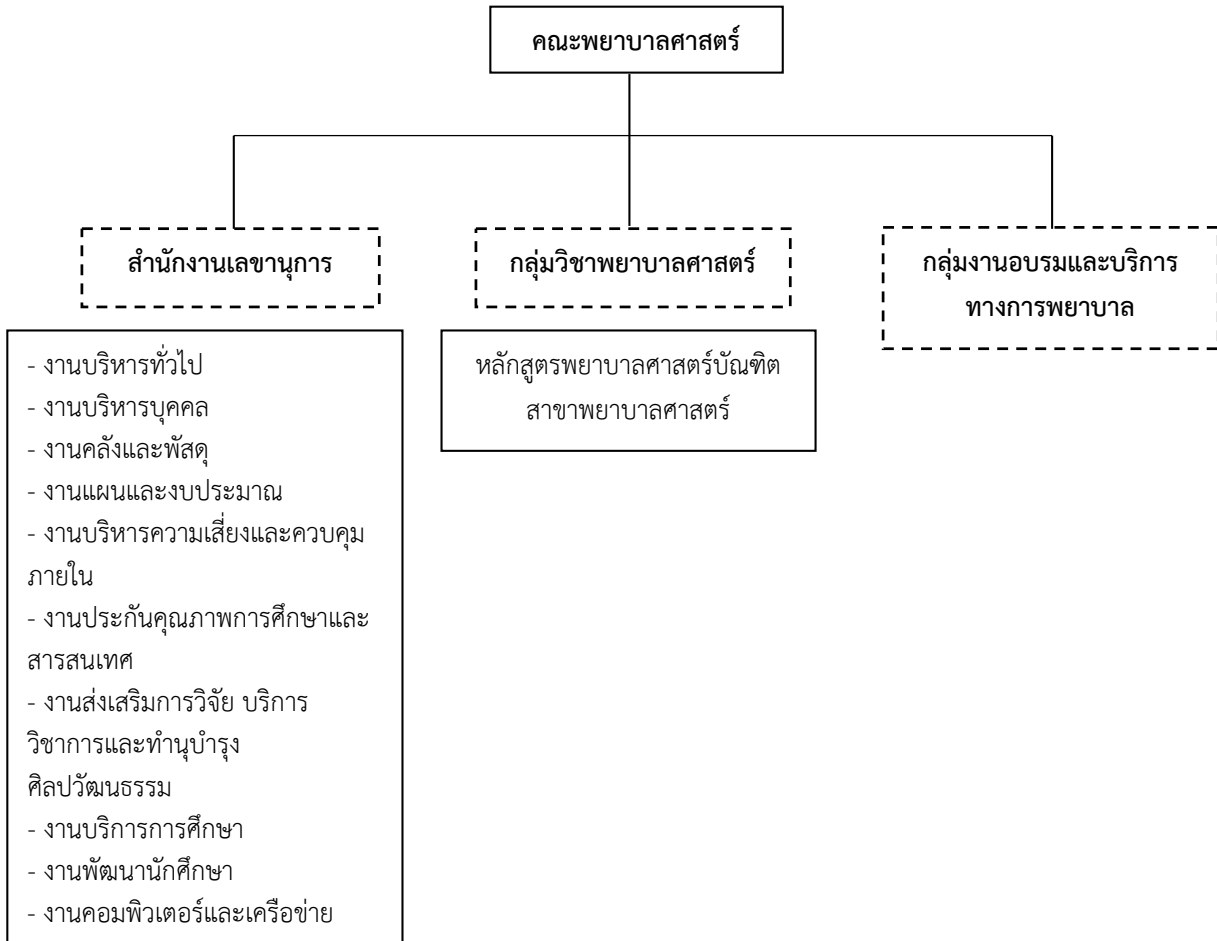 คณะพยาบาลศาสตร์
สำนักงานเลขานุการ
- งานบริหารทั่วไป
- งานบริหารบุคคล
- งานคลังและพัสดุ
- งานแผนและงบประมาณ
- งานบริหารความเสี่ยงและควบคุม
ภายใน
- งานประกันคุณภาพการศึกษาและ
สารสนเทศ
- งานส่งเสริมการวิจัย บริการ
วิชาการและทำนุบำรุง
ศิลปวัฒนธรรม
- งานบริการการศึกษา
- งานพัฒนานักศึกษา
- งานคอมพิวเตอร์และเครือข่าย
กลุ่มวิชาพยาบาลศาสตร์
หลักสูตรพยาบาลศาสตร์บัณฑิต
สาขาพยาบาลศาสตร์
กลุ่มงานอบรมและบริการ
ทางการพยาบาล